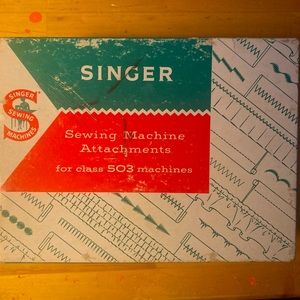 SINGER
SINGER
SEWING
MACHINES
Sewing Machine
Attachments
for class 503 machines